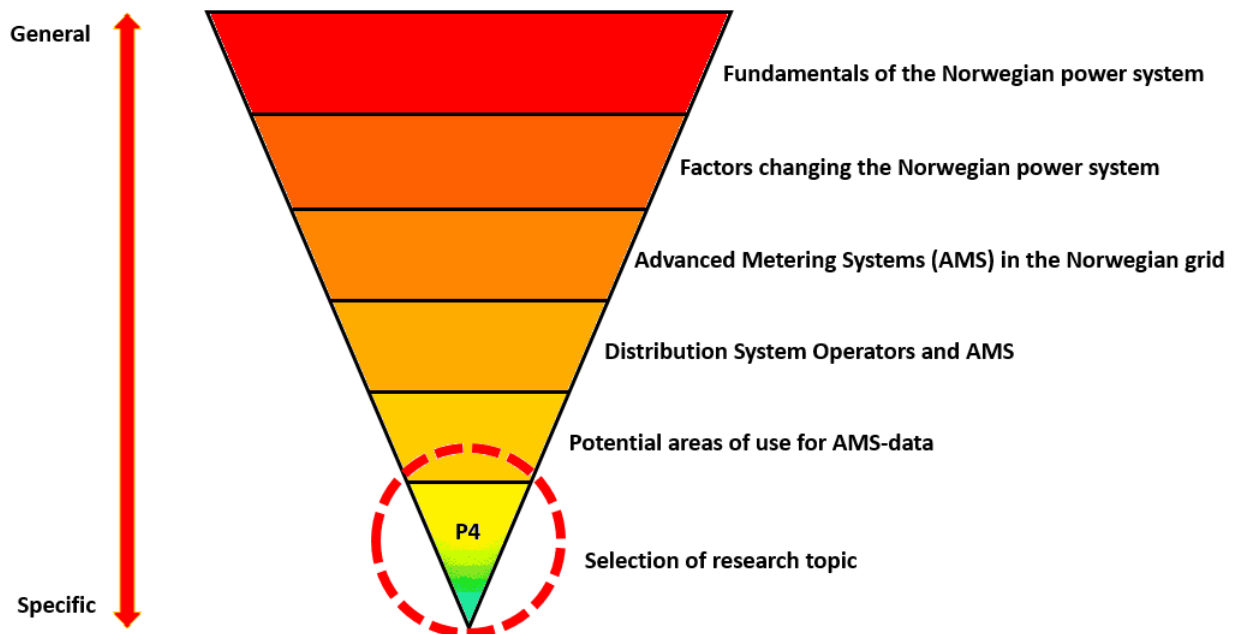 General
Fundamentals of the Norwegian power system
Factors changing the Norwegian power system
Advanced Metering Systems (AMS) in the Norwegian grid
Distribution System Operators and AMS
Potential areas of use for AMS-data
P4
Selection of research topic
Specific